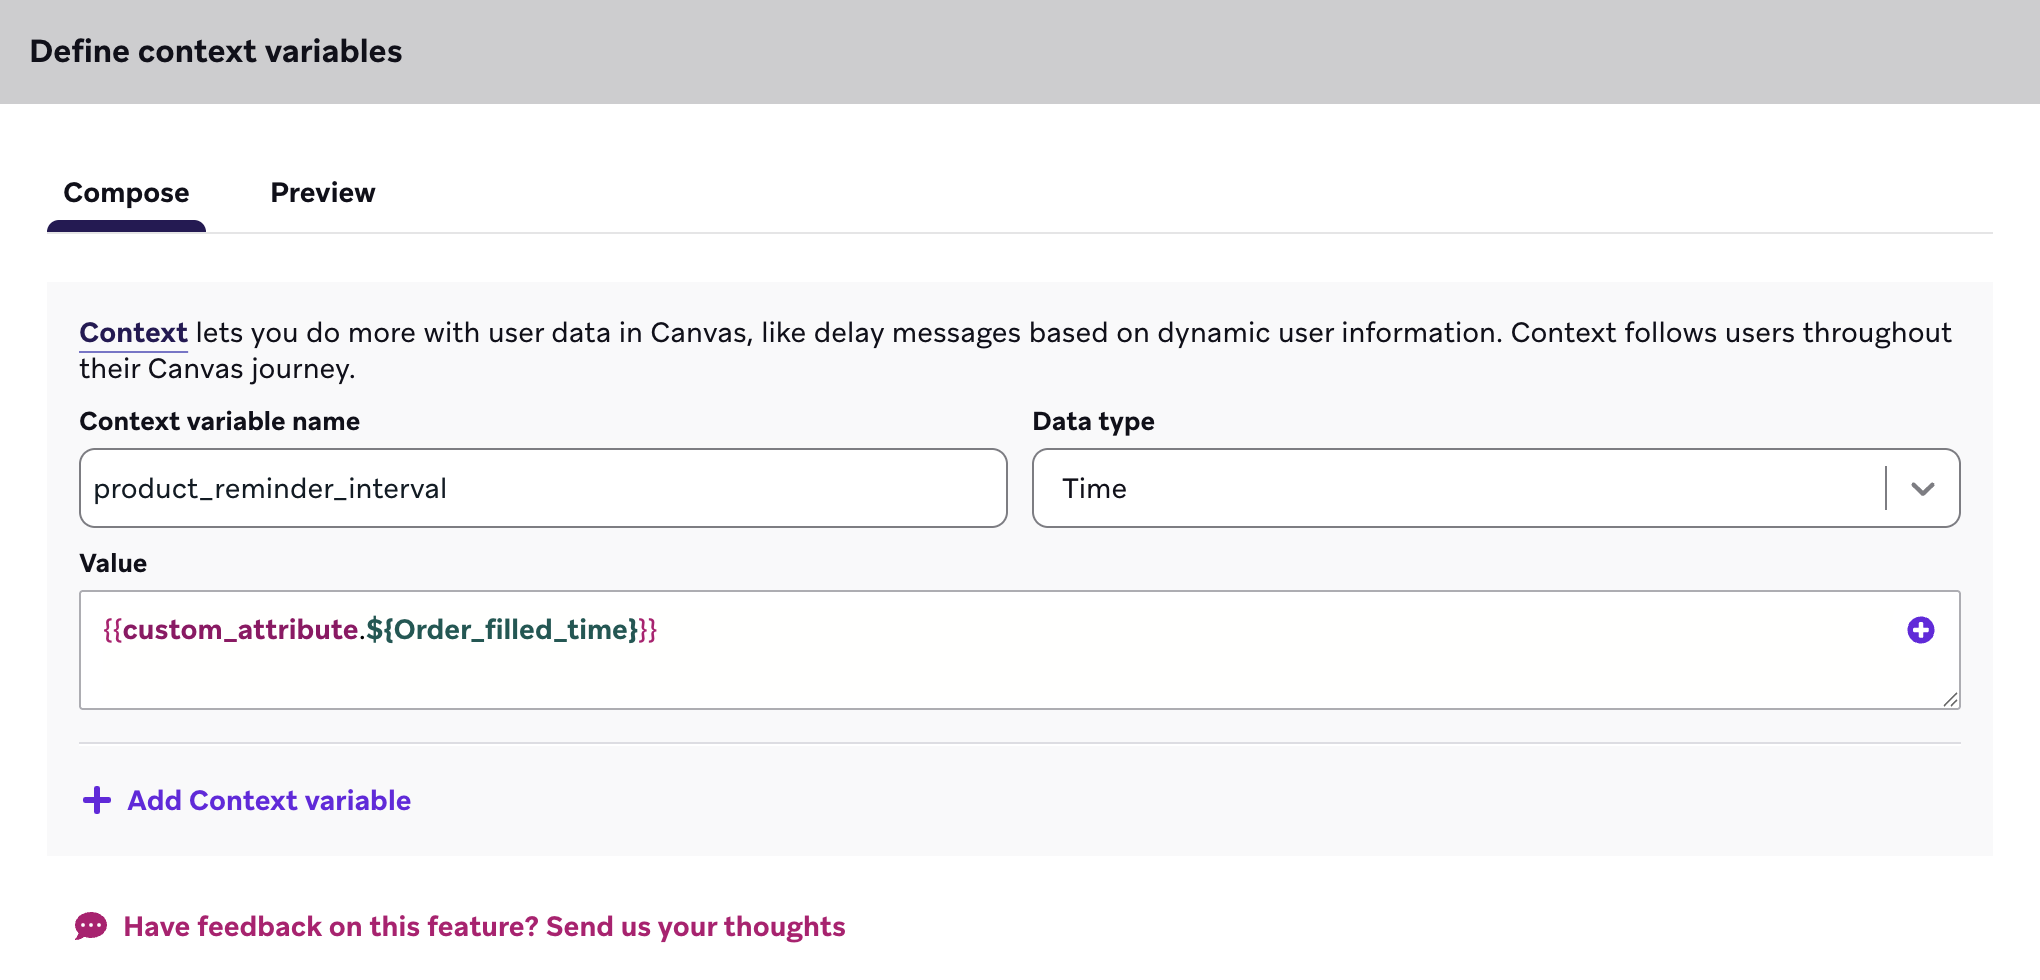 Define context variables
Compose Preview
Context lets you do more with user data in Canvas, like delay messages based on dynamic user information. Context follows users throughout
their Canvas journey.
Context variable name Data type
product_reminder_interval Time
Value
{{custom_attribute.${Order_filled_time}}}
Add Context variable
Have feedback on this feature? Send us your thoughts